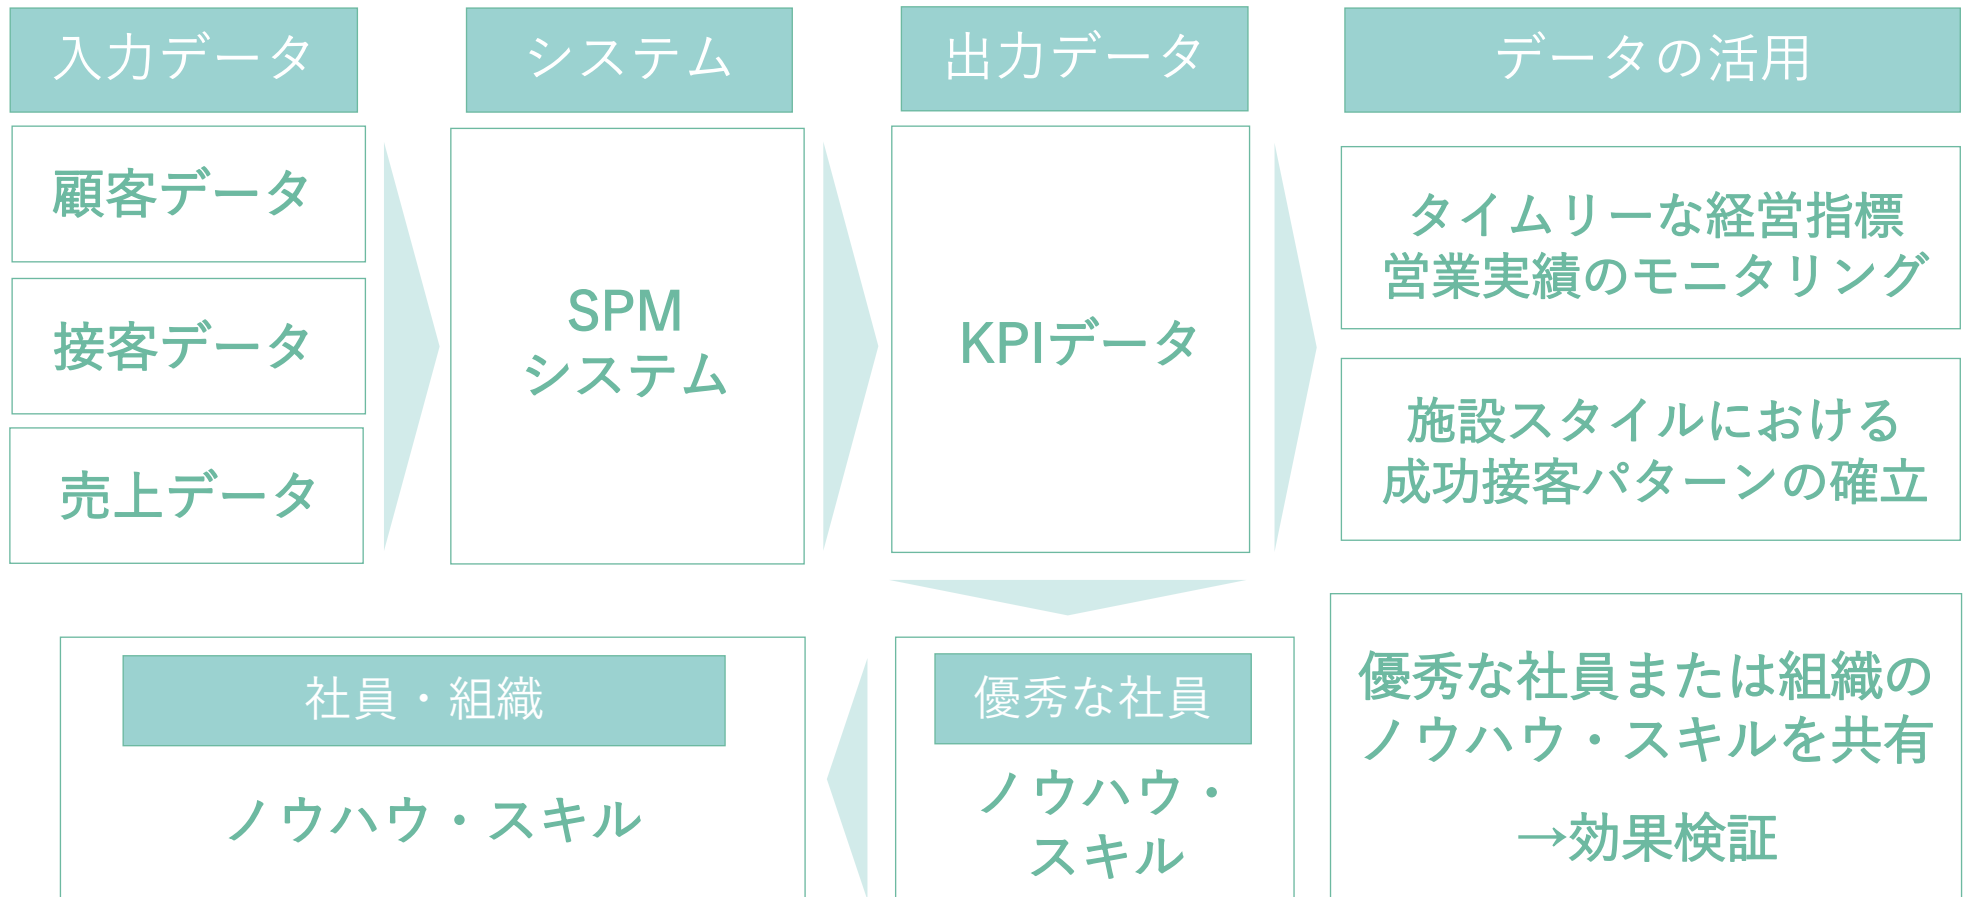 入力データ
システム
出力データ
データの活用
顧客データ
接客データ
売上データ
SPM
システム
KPIデータ
タイムリーな経営指標
営業実績のモニタリング
施設スタイルにおける
成功接客パターンの確立
社員・組織
ノウハウ・スキル
優秀な社員
ノウハウ・
スキル
優秀な社員または組織の
ノウハウ・スキルを共有
→効果検証